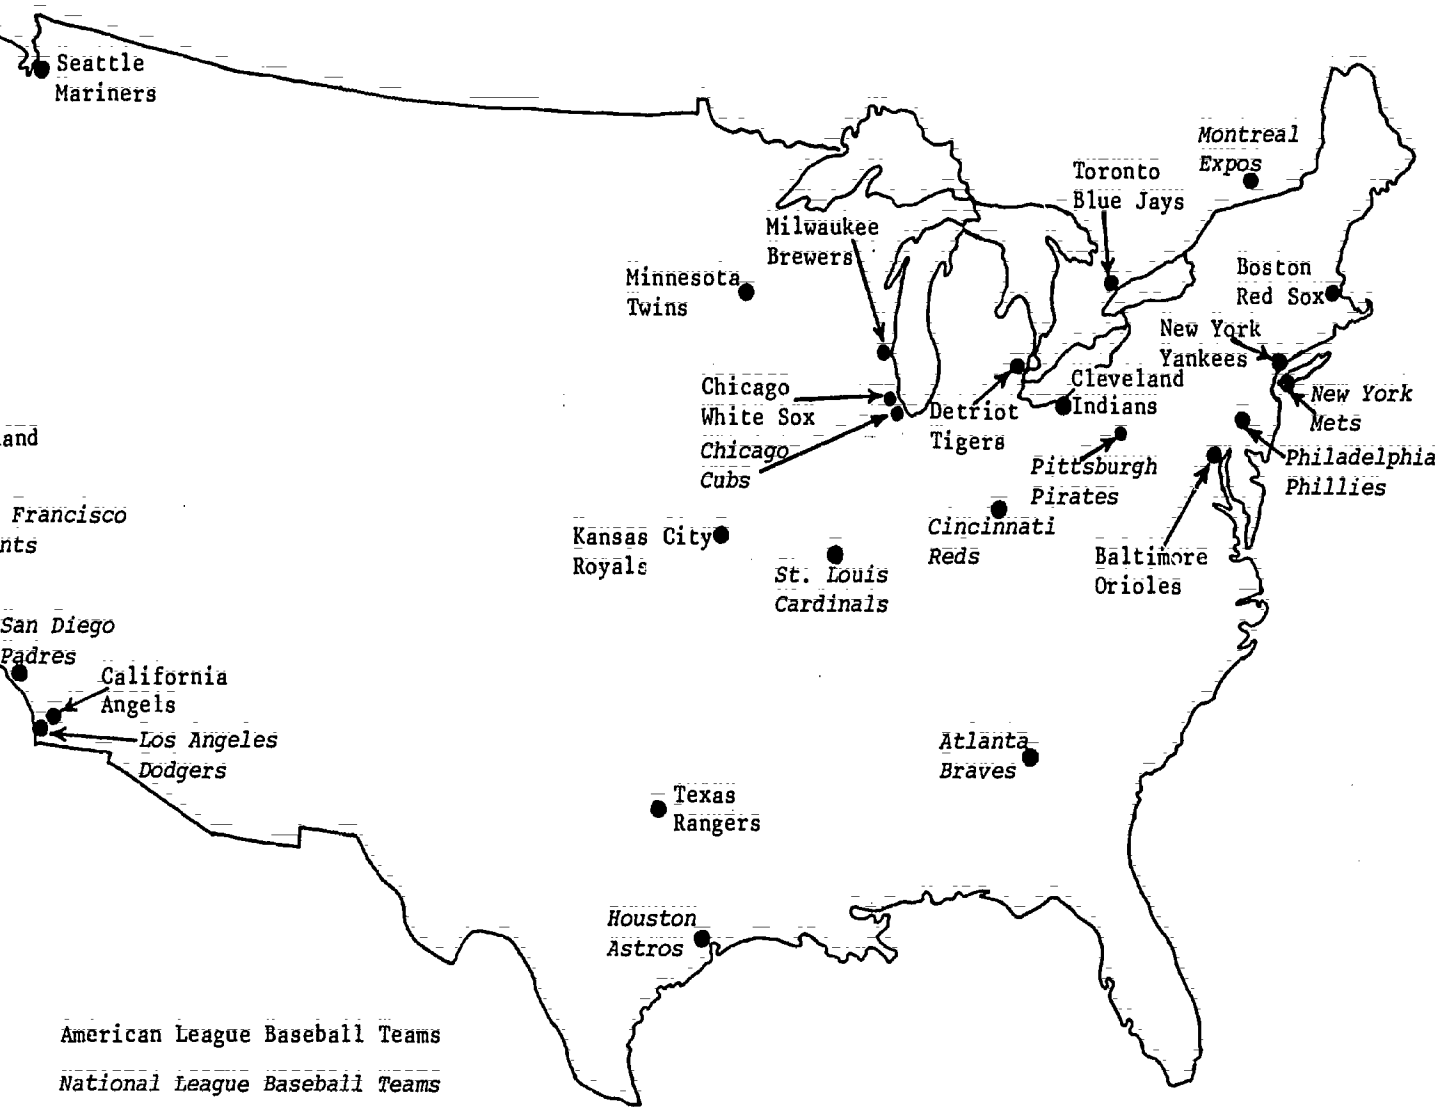 Seattle
Mariners
Montreal
Expos
Toronto
Blue Jays
Milwaukee
Brewers
Minnesota
Twins
Boston
Red Sox
New York
Yankees
Chicago
White Sox
Chicago
Cubs
Detriot
Tigers
Cleveland
Indians
New York
Mets
Pittsburgh
Pirates
Philadelphia
Phillies
land
Francisco
nts
Kansas City
Royals
St. Louis
Cardinals
Cincinnati
Reds
Baltimore
Orioles
San Diego
Padres
California
Angels
Los Angeles
Dodgers
Atlanta
Braves
Texas
Rangers
Houston
Astros
American League Baseball Teams
National League Baseball Teams